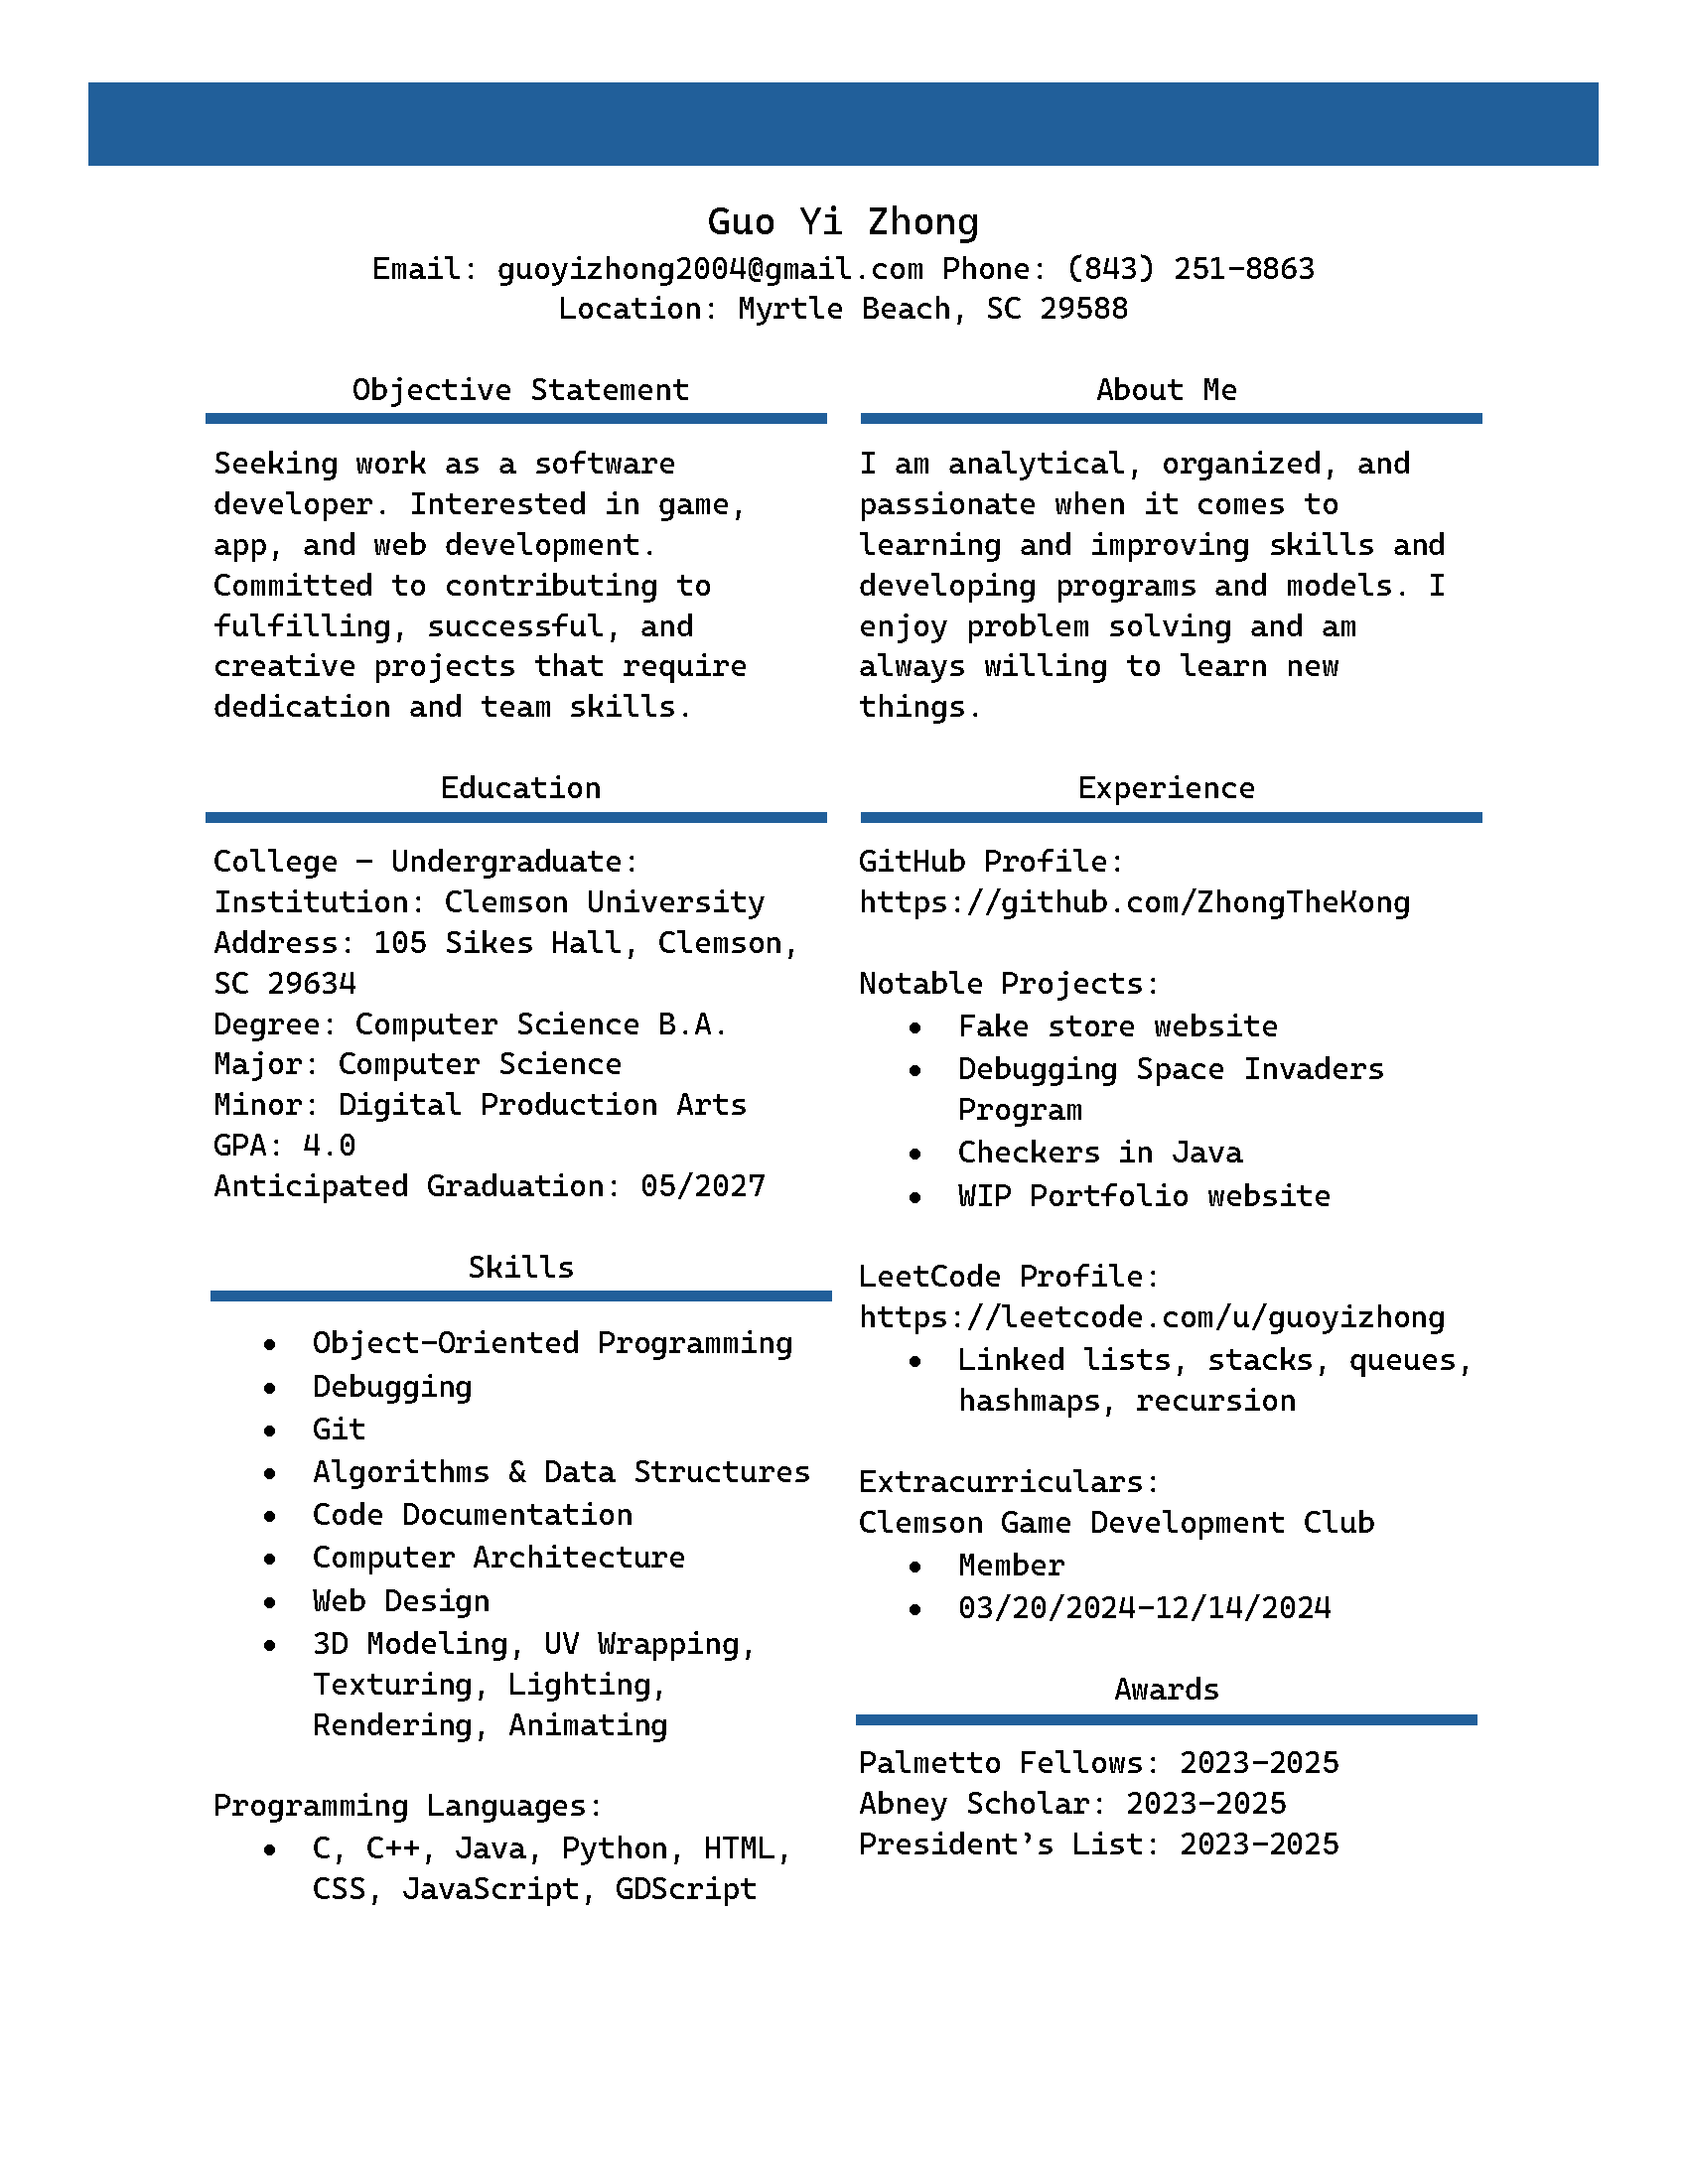 Guo Yi Zhong
Email: guoyizhong2004@gmail.com Phone: (843) 251-8863
Location: Myrtle Beach, SC 29588
Objective Statement
Seeking work as a software
developer. Interested in game,
app, and web development.
Committed to contributing to
fulfilling, successful, and
creative projects that require
dedication and team skills.
Education
College – Undergraduate:
Institution: Clemson University
Address: 105 Sikes Hall, Clemson,
SC 29634
Degree: Computer Science B.A.
Major: Computer Science
Minor: Digital Production Arts
GPA: 4.0
Anticipated Graduation: 05/2027
Skills
• Object-Oriented Programming
• Debugging
• Git
• Algorithms & Data Structures
• Code Documentation
• Computer Architecture
• Web Design
• 3D Modeling, UV Wrapping,
Texturing, Lighting,
Rendering, Animating
Programming Languages:
• C, C++, Java, Python, HTML,
CSS, JavaScript, GDScript
About Me
I am analytical, organized, and
passionate when it comes to
learning and improving skills and
developing programs and models. I
enjoy problem solving and am
always willing to learn new
things.
Experience
GitHub Profile:
https://github.com/ZhongTheKong
Notable Projects:
• Fake store website
• Debugging Space Invaders
Program
• Checkers in Java
• WIP Portfolio website
LeetCode Profile:
https://leetcode.com/u/guoyizhong
• Linked lists, stacks, queues,
hashmaps, recursion
Extracurriculars:
Clemson Game Development Club
• Member
• 03/20/2024-12/14/2024
Awards
Palmetto Fellows: 2023-2025
Abney Scholar: 2023-2025
President’s List: 2023-2025